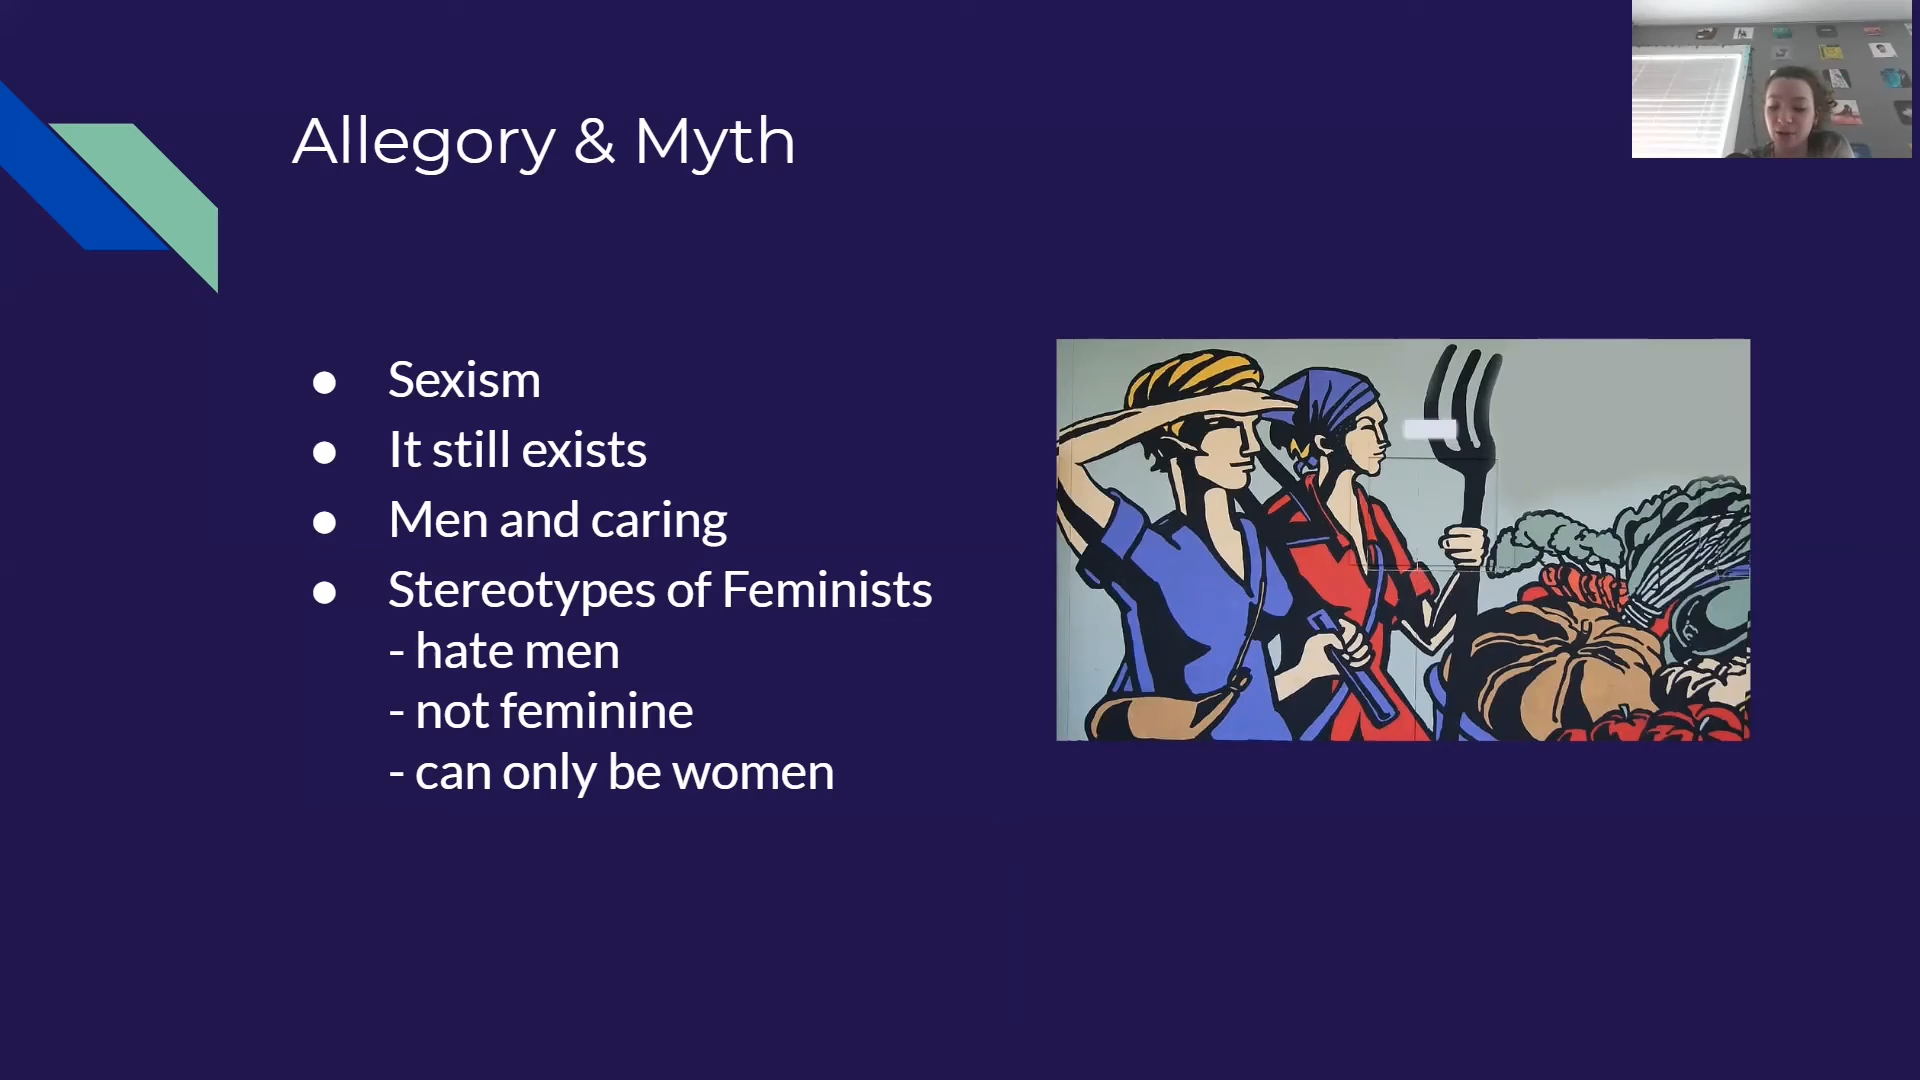 Allegory & Myth
● Sexism
● It still exists
● Men and caring
● Stereotypes of Feminists
- hate men
- not feminine
- can only be women